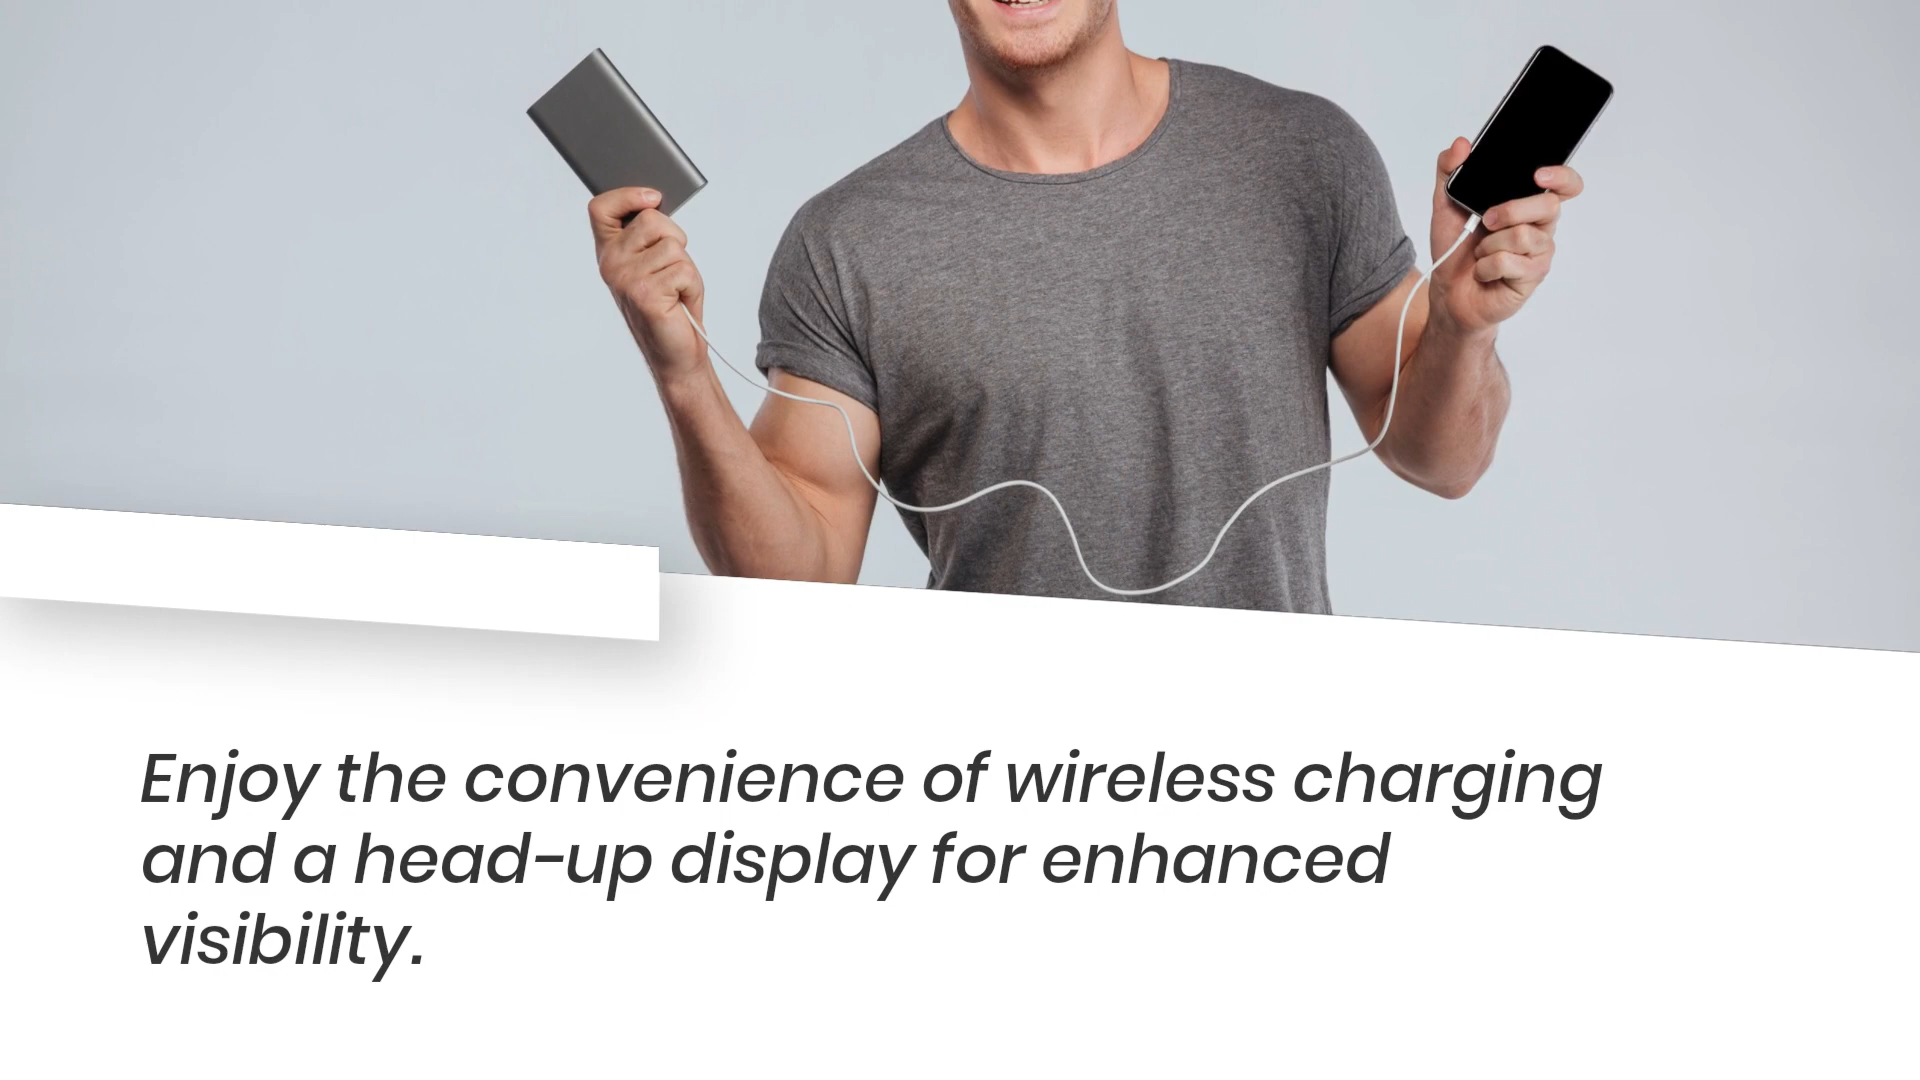 Enjoy the convenience of wireless charging
and a head-up display for enhanced
visibility.